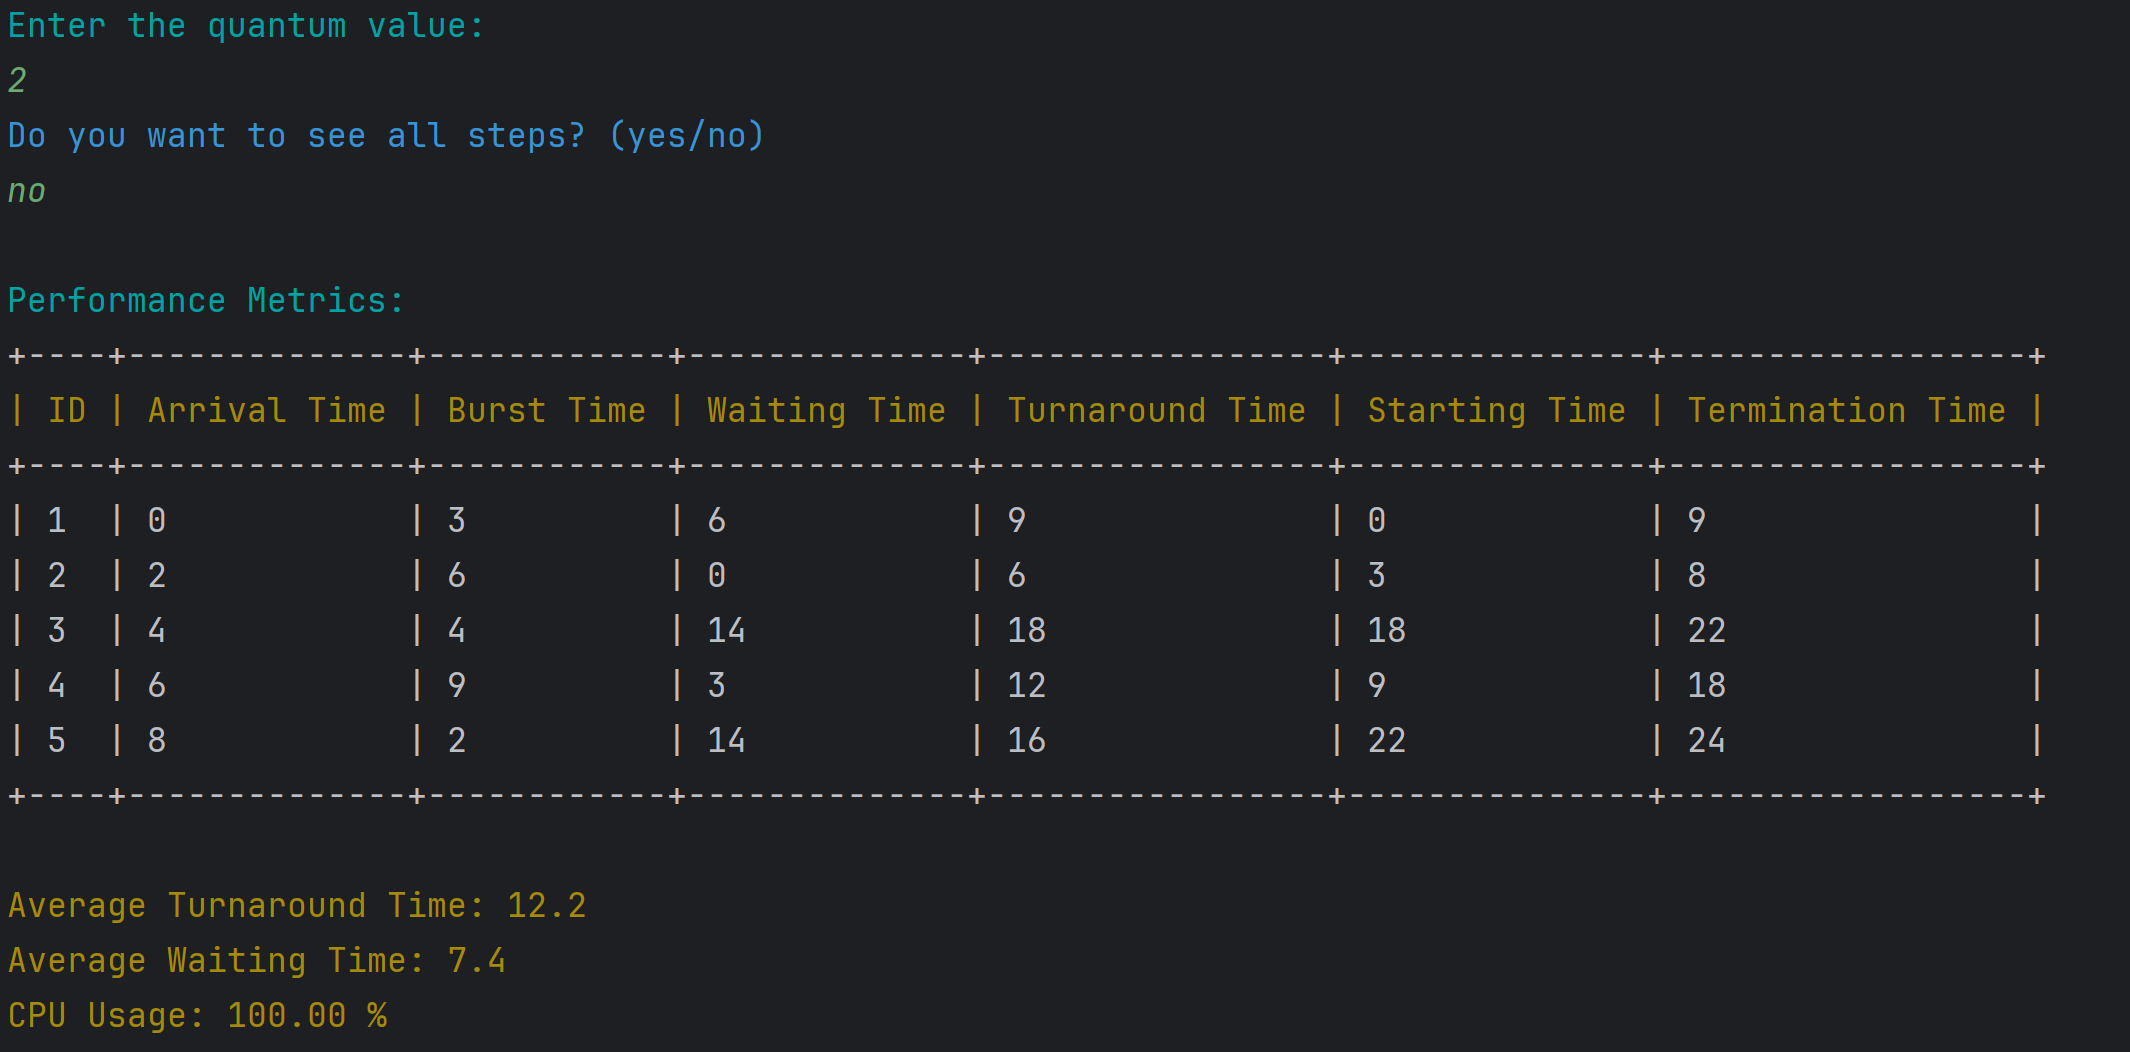 Enter the quantum value:
2
Do you want to see all steps? (yes/no)
no

Performance Metrics:
+----+--------------+------------+--------------+-----------------+---------------+------------------+
| ID | Arrival Time | Burst Time | Waiting Time | Turnaround Time | Starting Time | Termination Time |
+----+--------------+------------+--------------+-----------------+---------------+------------------+
| 1  | 0            | 3          | 6            | 9               | 0             | 9                |
| 2  | 2            | 6          | 0            | 6               | 3             | 8                |
| 3  | 4            | 4          | 14           | 18              | 18            | 22               |
| 4  | 6            | 9          | 3            | 12              | 9             | 18               |
| 5  | 8            | 2          | 14           | 16              | 22            | 24               |
+----+--------------+------------+--------------+-----------------+---------------+------------------+

Average Turnaround Time: 12.2
Average Waiting Time: 7.4
CPU Usage: 100.00 %